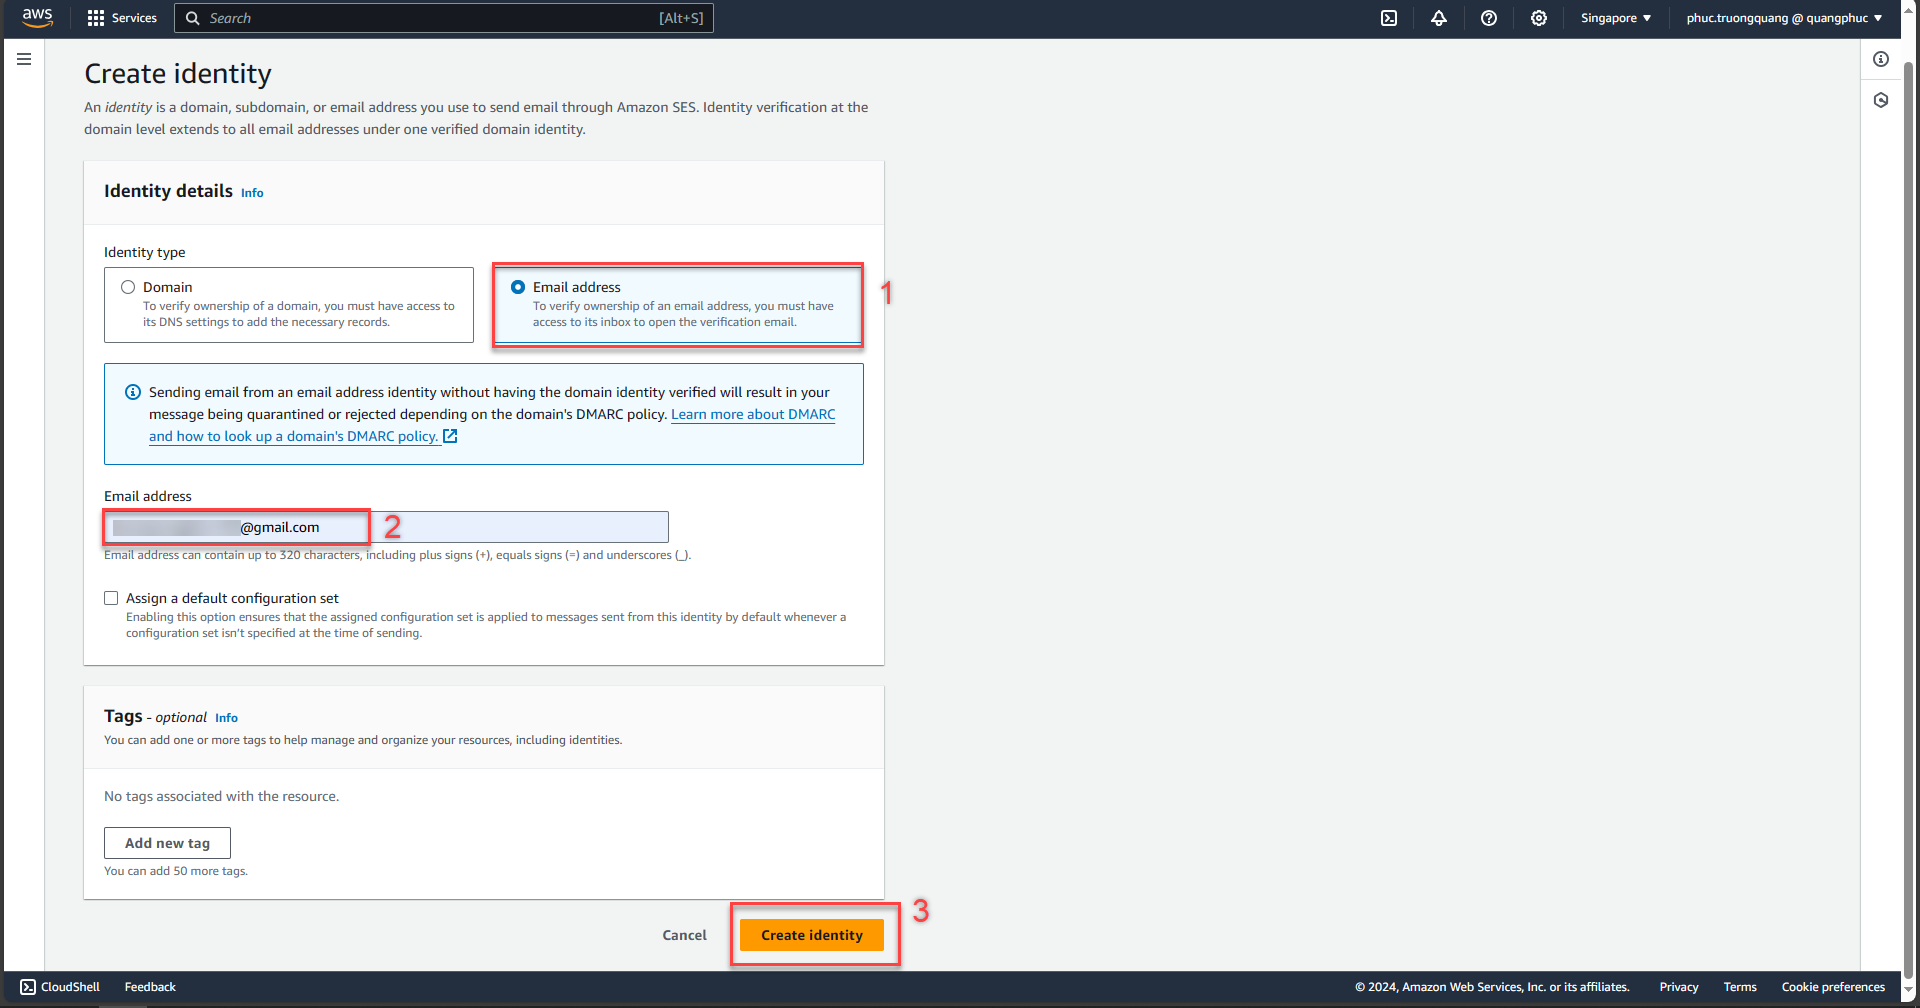 aws
Services
Search
[Alt+S]
Singapore
phuc.truongquang @ quangphuc
Create identity
An identity is a domain, subdomain, or email address you use to send email through Amazon SES. Identity verification at the
domain level extends to all email addresses under one verified domain identity.
Identity details Info
Identity type
Domain
To verify ownership of a domain, you must have access to
its DNS settings to add the necessary records.
Email address
To verify ownership of an email address, you must have
access to its inbox to open the verification email.
1
Sending email from an email address identity without having the domain identity verified will result in your
message being quarantined or rejected depending on the domain's DMARC policy. Learn more about DMARC
and how to look up a domain's DMARC policy.
Email address
@gmail.com
2
Email address can contain up to 320 characters, including plus signs (+), equals signs (=) and underscores (_).
Assign a default configuration set
Enabling this option ensures that the assigned configuration set is applied to messages sent from this identity by default whenever a
configuration set isn't specified at the time of sending.
Tags - optional Info
You can add one or more tags to help manage and organize your resources, including identities.
No tags associated with the resource.
Add new tag
You can add 50 more tags.
Cancel
Create identity
3
CloudShell
Feedback
© 2024, Amazon Web Services, Inc. or its affiliates.
Privacy
Terms
Cookie preferences